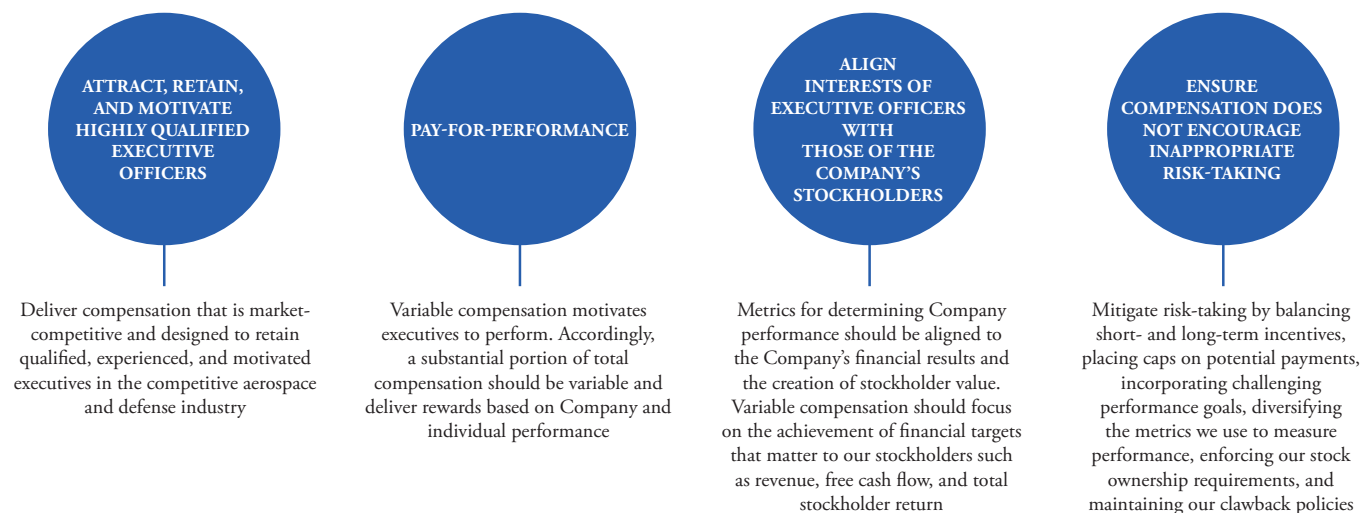 ATTRACT, RETAIN,
AND MOTIVATE
HIGHLY QUALIFIED
EXECUTIVE
OFFICERS
Deliver compensation that is market-
competitive and designed to retain
qualified, experienced, and motivated
executives in the competitive aerospace
and defense industry
PAY-FOR-PERFORMANCE
Variable compensation motivates
executives to perform. Accordingly,
a substantial portion of total
compensation should be variable and
deliver rewards based on Company and
individual performance
ALIGN
INTERESTS OF
EXECUTIVE OFFICERS
WITH
THOSE OF THE
COMPANY’S
STOCKHOLDERS
Metrics for determining Company
performance should be aligned to
the Company’s financial results and
the creation of stockholder value.
Variable compensation should focus
on the achievement of financial targets
that matter to our stockholders such
as revenue, free cash flow, and total
stockholder return
ENSURE
COMPENSATION DOES
NOT ENCOURAGE
INAPPROPRIATE
RISK-TAKING
Mitigate risk-taking by balancing
short- and long-term incentives,
placing caps on potential payments,
incorporating challenging
performance goals, diversifying
the metrics we use to measure
performance, enforcing our stock
ownership requirements, and
maintaining our clawback policies